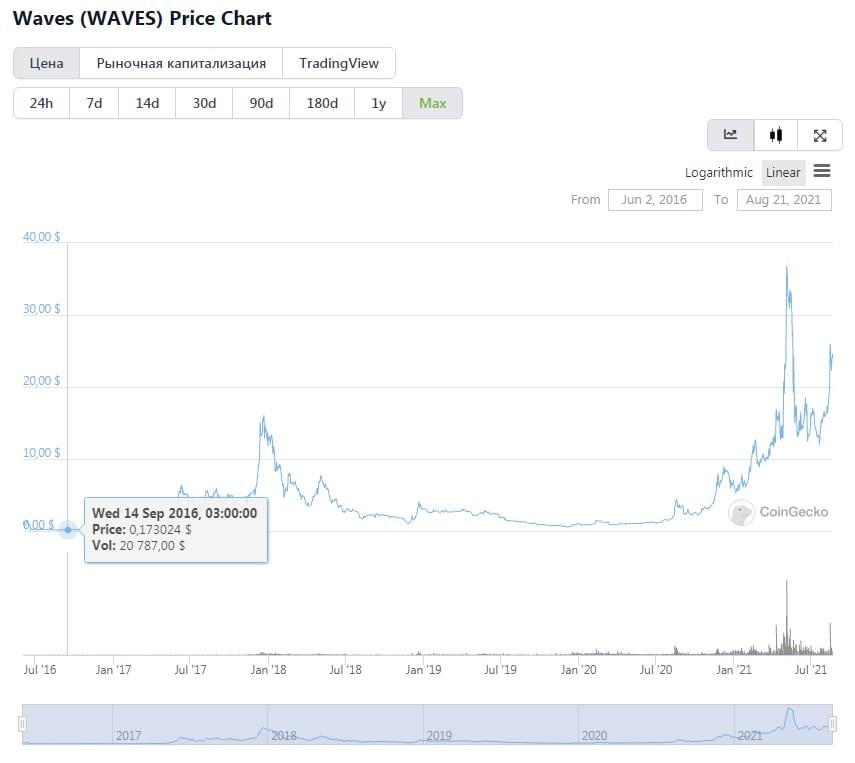 Waves (WAVES) Price Chart
Цена Рыночная капитализация TradingView
24h 7d 14d 30d 90d 180d 1y Max
Logarithmic Linear
From Jun 2, 2016 To Aug 21, 2021
40,00 $
30,00 $
20,00 $
10,00 $
0,00 $
Wed 14 Sep 2016, 03:00:00
Price: 0,173024 $
Vol: 20 787,00 $
CoinGecko
Jul '16 Jan '17 Jul '17 Jan '18 Jul '18 Jan '19 Jul '19 Jan '20 Jul '20 Jan '21 Jul '21
2017 2018 2019 2020 2021